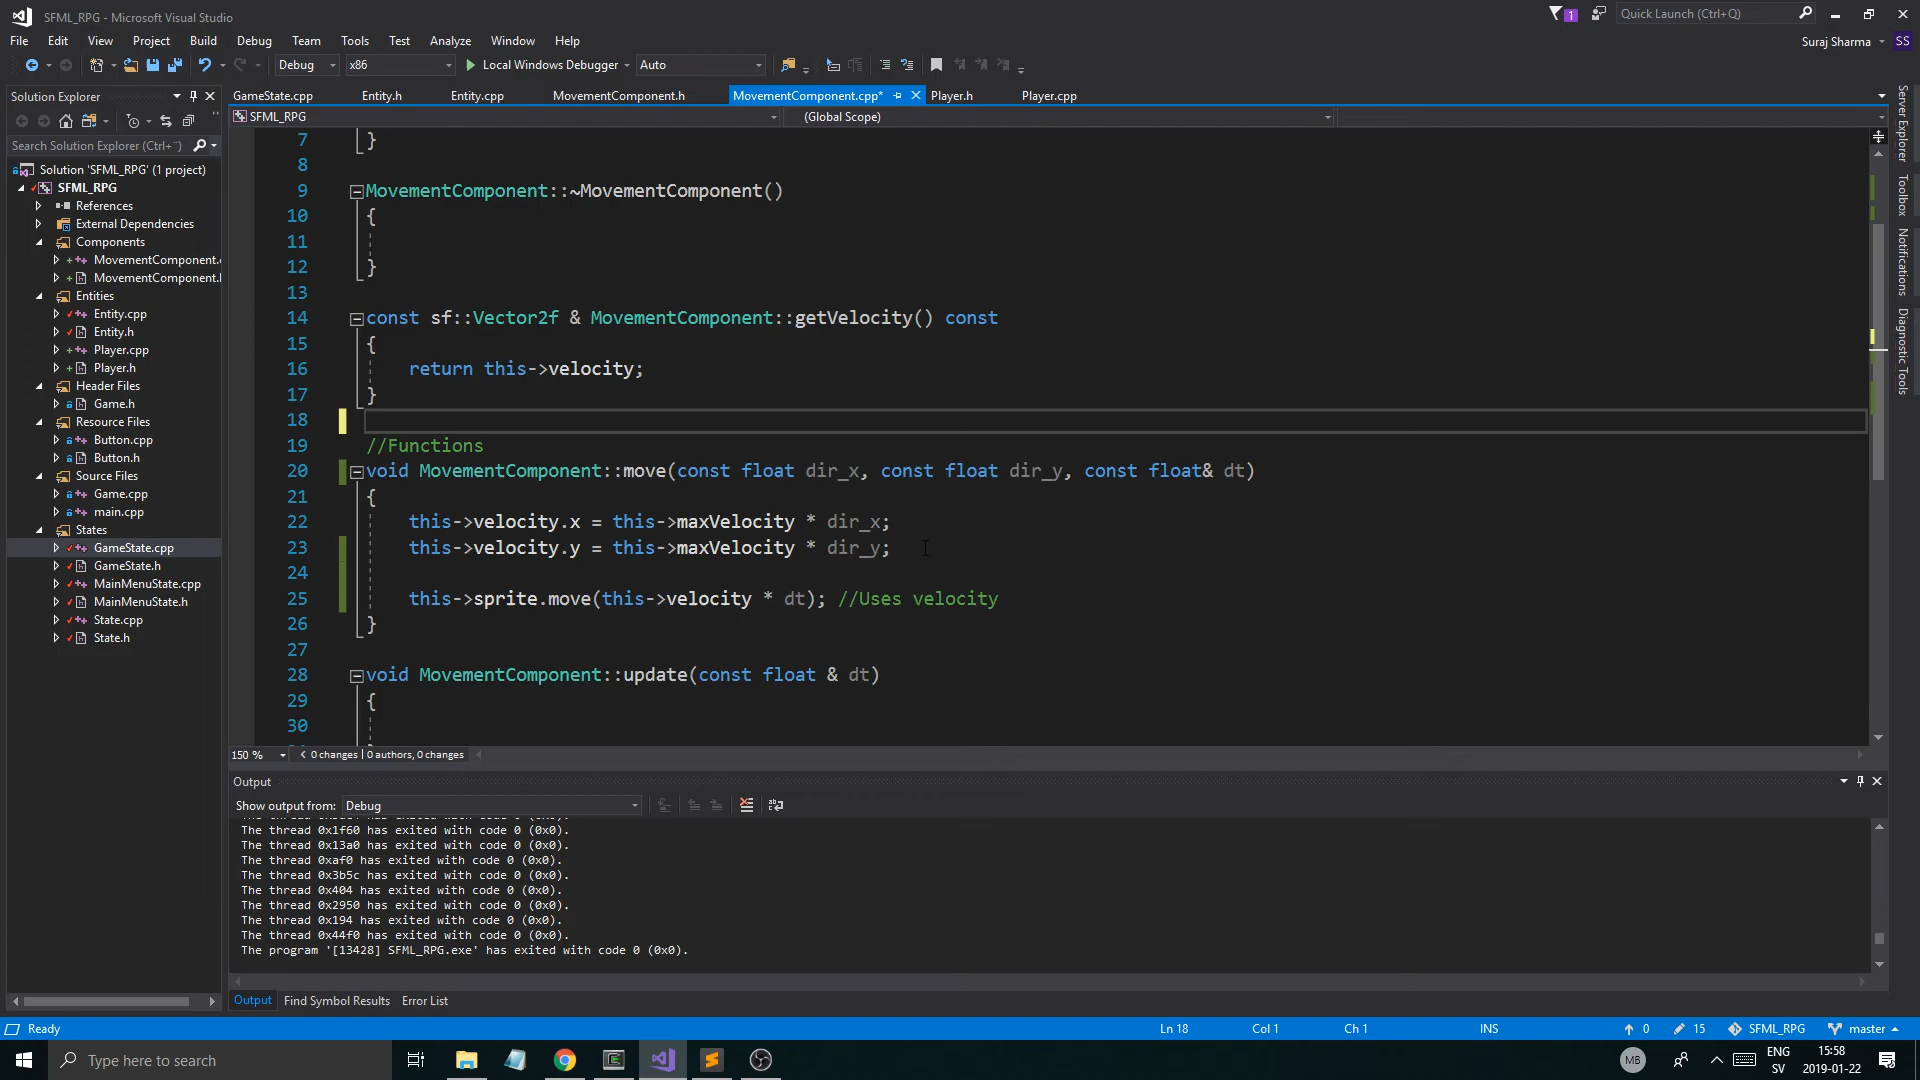 SFML_RPG - Microsoft Visual Studio
1
Quick Launch (Ctrl+Q)
File Edit View Project Build Debug Team Tools Test Analyze Window Help
Suraj Sharma
SS
Debug
x86
Local Windows Debugger
Auto
Solution Explorer
GameState.cpp Entity.h Entity.cpp MovementComponent.h MovementComponent.cpp* Player.h Player.cpp
SFML_RPG
(Global Scope)
Search Solution Explorer (Ctrl+¨)
Solution 'SFML_RPG' (1 project)
SFML_RPG
References
External Dependencies
Components
MovementComponent.
MovementComponent.
Entities
Entity.cpp
Entity.h
Player.cpp
Player.h
Header Files
Game.h
Resource Files
Button.cpp
Button.h
Source Files
Game.cpp
main.cpp
States
GameState.cpp
GameState.h
MainMenuState.cpp
MainMenuState.h
State.cpp
State.h
7 }
8
9 MovementComponent::~MovementComponent()
10 {
11
12 }
13
14 const sf::Vector2f & MovementComponent::getVelocity() const
15 {
16 return this->velocity;
17 }
18
19 //Functions
20 void MovementComponent::move(const float dir_x, const float dir_y, const float& dt)
21 {
22 this->velocity.x = this->maxVelocity * dir_x;
23 this->velocity.y = this->maxVelocity * dir_y;
24
25 this->sprite.move(this->velocity * dt); //Uses velocity
26 }
27
28 void MovementComponent::update(const float & dt)
29 {
30
150 %
0 changes | 0 authors, 0 changes
Server Explorer
Toolbox
Notifications
Diagnostic Tools
Output
Show output from: Debug
The thread 0x1f60 has exited with code 0 (0x0).
The thread 0x13a0 has exited with code 0 (0x0).
The thread 0xaf0 has exited with code 0 (0x0).
The thread 0x3b5c has exited with code 0 (0x0).
The thread 0x404 has exited with code 0 (0x0).
The thread 0x2950 has exited with code 0 (0x0).
The thread 0x194 has exited with code 0 (0x0).
The thread 0x44f0 has exited with code 0 (0x0).
The program '[13428] SFML_RPG.exe' has exited with code 0 (0x0).
Output Find Symbol Results Error List
Ready
Ln 18 Col 1 Ch 1 INS
0 15 SFML_RPG master
Type here to search
MB
ENG
SV
15:58
2019-01-22